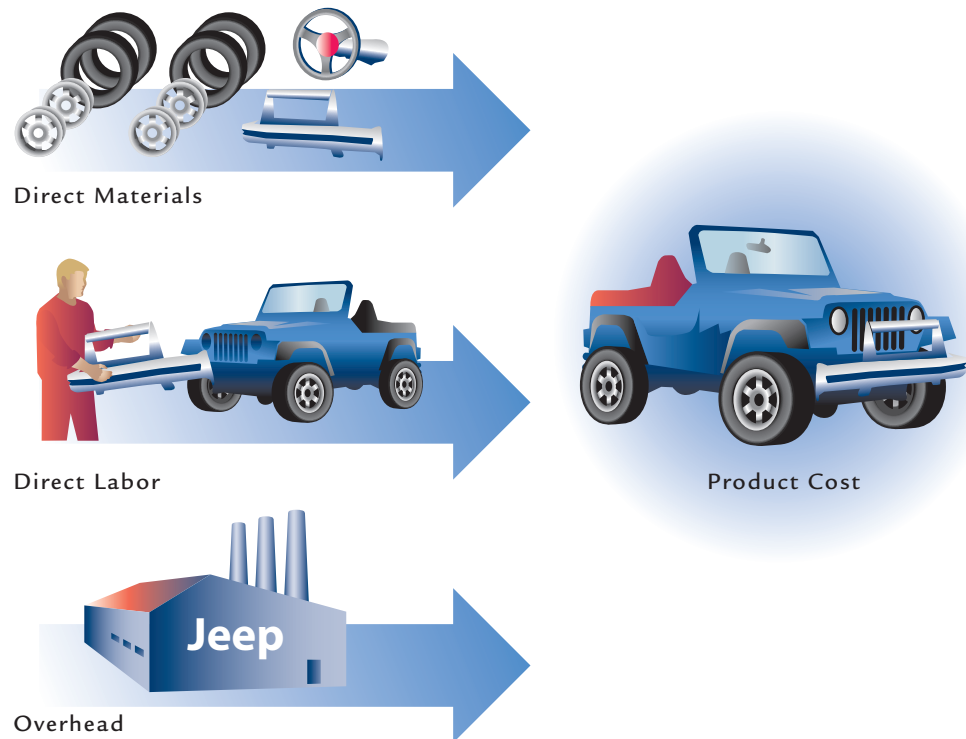 Direct Materials
Direct Labor
Product Cost
Jeep
Overhead